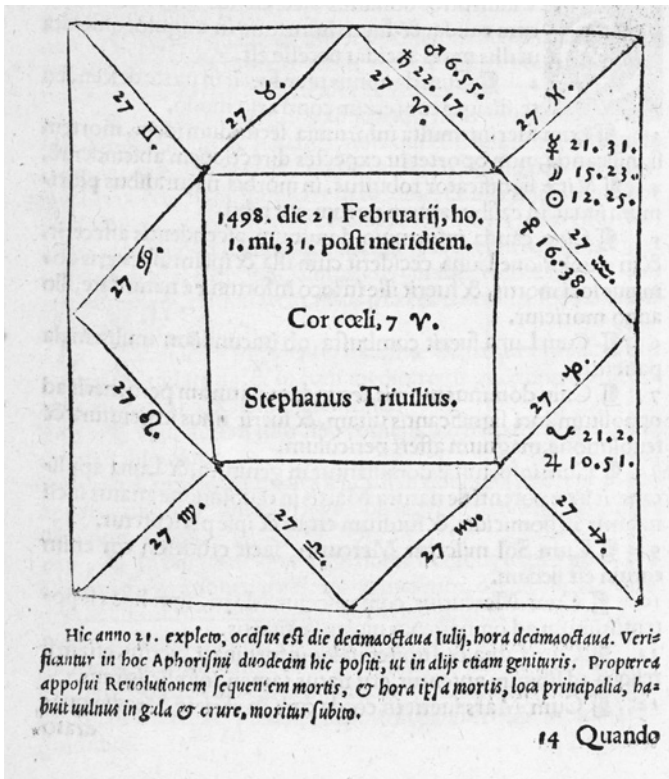 27 ♊.
27 ♉.
♂ 6.55.
♄ 22.17.
27 ♈.
27 ♓.
☿ 21.31.
☽ 15.23.
☉ 12.25.
♀ 16.38.
27 ♒.
27 ♋
1498. die 21 Februarij, ho.
1. mi. 31. post meridiem.
Cor cœli, 7 ♈.
Stephanus Triuilius.
27 ♌.
27 ♑.
21.2.
♃ 10.51.
27 ♍.
27 ♎.
27 ♏.
27 ♐
Hic anno 21. expleto, occisus est die decimaoctaua Iulij, hora decimaoctaua. Veri-
ficantur in hoc Aphorismi duodecim hic positi, ut in alijs etiam genituris. Propterea
apposui Reuolutionem sequentem mortis, & hora ipsa mortis, loca principalia, ha-
buit uulnus in gula & crure, moritur subito.
14 Quando